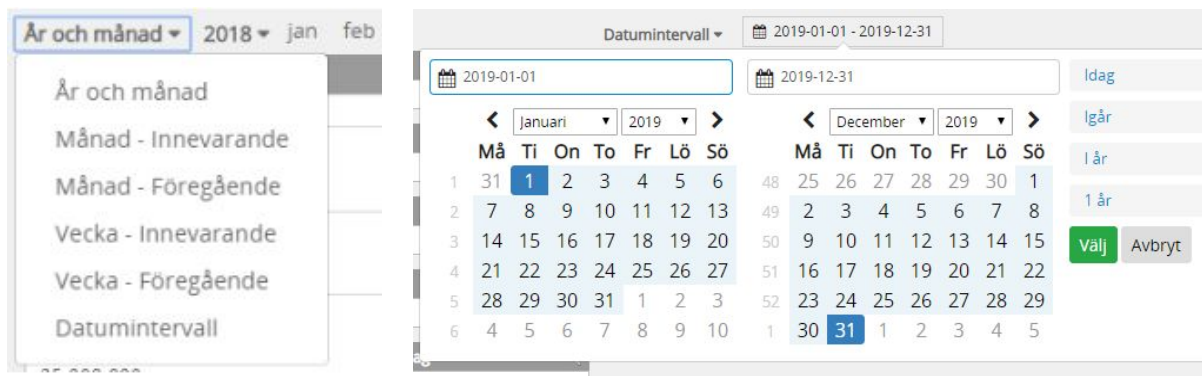 År och månad 2018 jan feb
År och månad
Månad - Innevarande
Månad - Föregående
Vecka - Innevarande
Vecka - Föregående
Datumintervall
Datumintervall 2019-01-01 - 2019-12-31
2019-01-01
Januari 2019
Må Ti On To Fr Lö Sö
1 31 1 2 3 4 5 6
2 7 8 9 10 11 12 13
3 14 15 16 17 18 19 20
4 21 22 23 24 25 26 27
5 28 29 30 31 1 2 3
6 4 5 6 7 8 9 10
2019-12-31
December 2019
Må Ti On To Fr Lö Sö
48 25 26 27 28 29 30 1
49 2 3 4 5 6 7 8
50 9 10 11 12 13 14 15
51 16 17 18 19 20 21 22
52 23 24 25 26 27 28 29
1 30 31 1 2 3 4 5
Idag
Igår
I år
1 år
Välj Avbryt